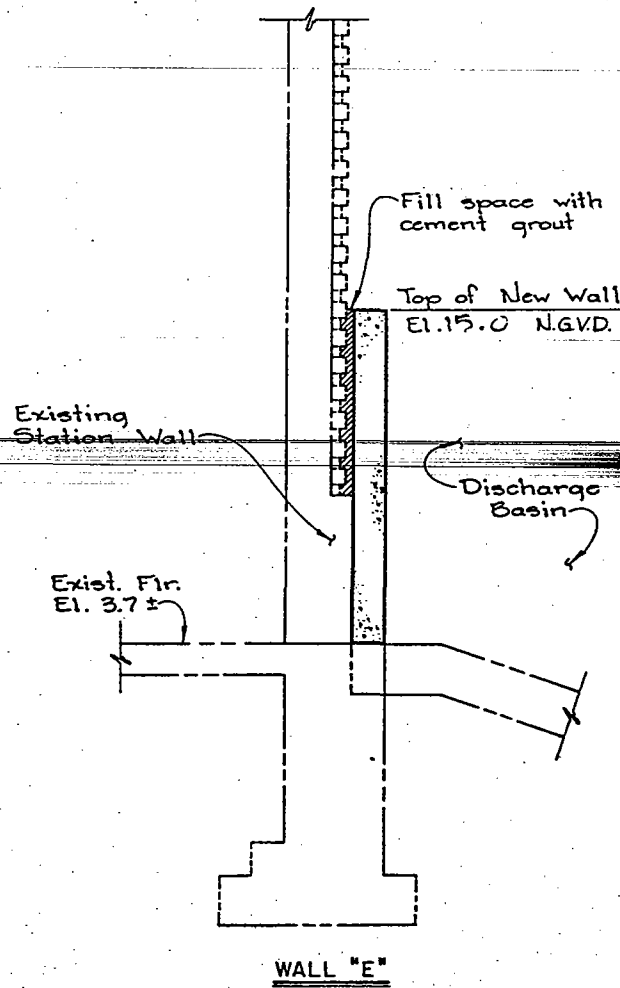 Fill space with
cement grout
Top of New Wall
El. 15.0 N.G.V.D.
Existing
Station Wall
Discharge
Basin
Exist. Flr.
El. 3.7 ±
WALL "E"